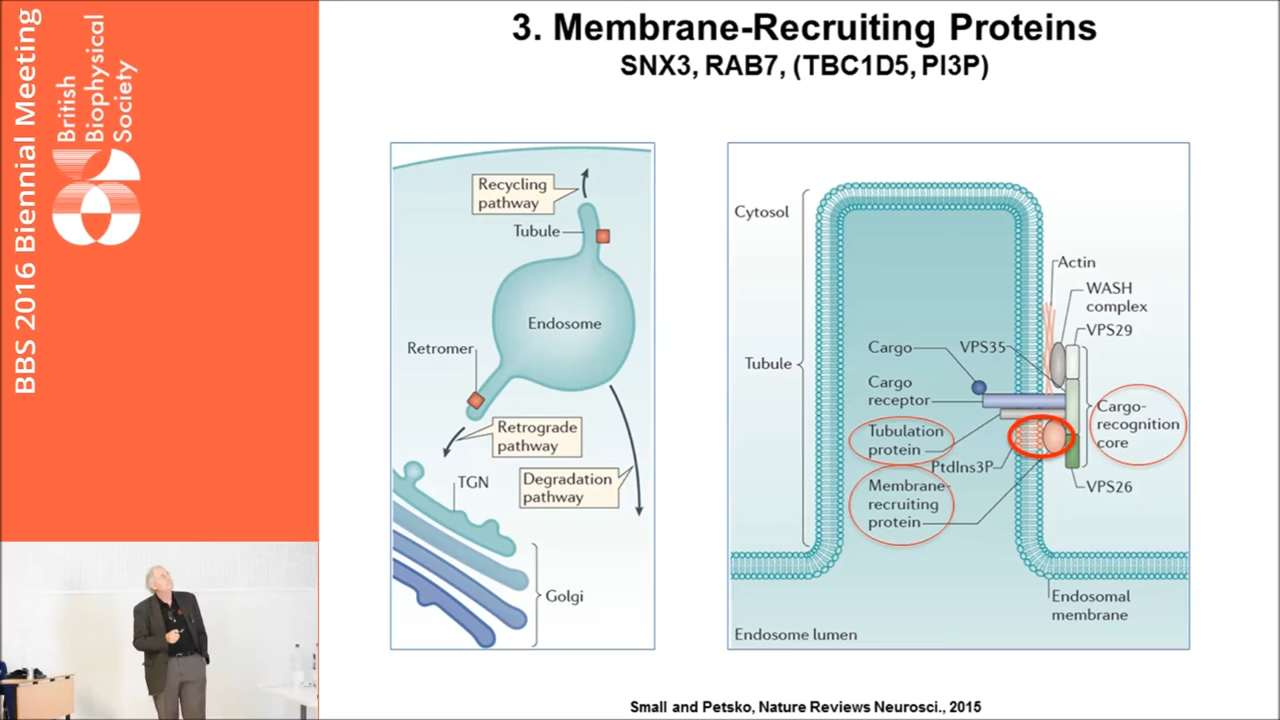 BBS 2016 Biennial Meeting
British
Biophysical
Society
3. Membrane-Recruiting Proteins
SNX3, RAB7, (TBC1D5, PI3P)
Recycling
pathway
Tubule
Endosome
Retromer
Retrograde
pathway
Degradation
pathway
TGN
Golgi
Cytosol
Tubule
Actin
WASH
complex
VPS29
Cargo
VPS35
Cargo
receptor
Cargo-
recognition
core
Tubulation
protein
PtdIns3P
Membrane-
recruiting
protein
VPS26
Endosomal
membrane
Endosome lumen
Small and Petsko, Nature Reviews Neurosci., 2015